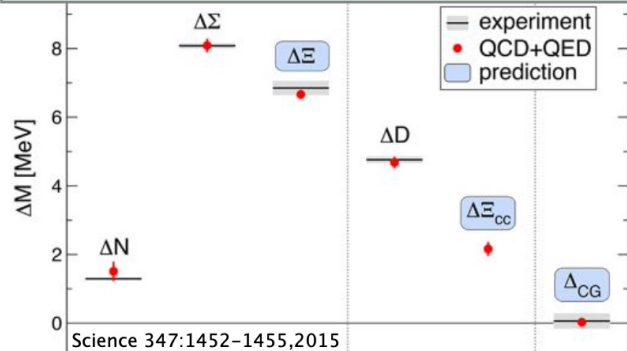 ΔM [MeV]
8
6
4
2
0
ΔN
ΔΣ
ΔΞ
ΔD
ΔΞcc
ΔCG
experiment
QCD+QED
prediction
Science 347:1452-1455,2015